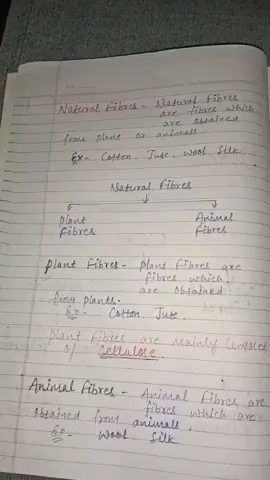 Natural Fibres - Natural Fibres
are fibres which
are obtained
from plant or animals.
Ex- Cotton, Jute, Wool, Silk
Natural Fibres
Plant Animal
Fibres Fibres
Plant Fibres - Plant Fibres are
fibres which
are obtained
from plants.
Ex- Cotton, Jute.
Plant fibres are mainly composed
of Cellulose.
Animal Fibres - Animal Fibres are
fibres which are
obtained from animals.
Ex- Wool Silk